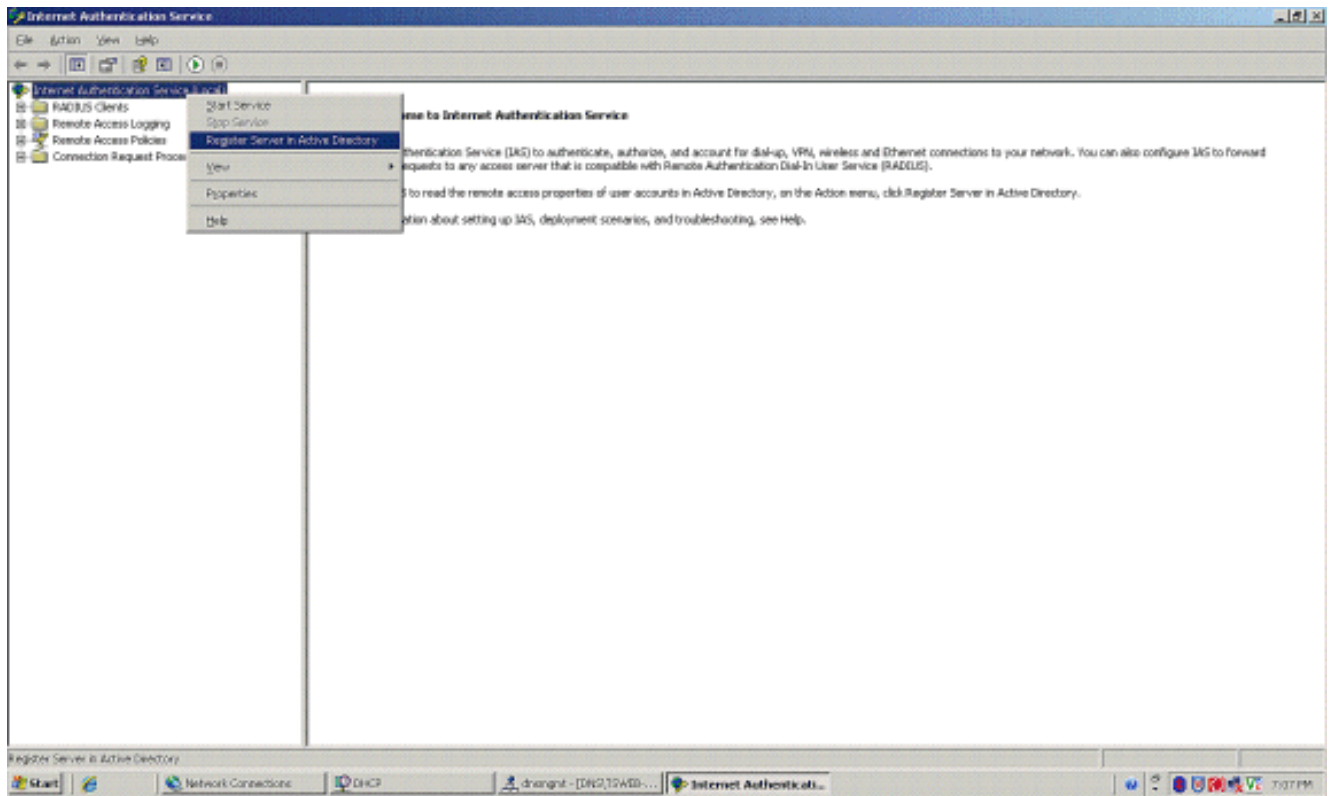 Internet Authentication Service
File Action View Help
Internet Authentication Service (Local)
RADIUS Clients
Remote Access Logging
Remote Access Policies
Connection Request Proce
Start Service
Stop Service
Register Server in Active Directory
View
Properties
Help
me to Internet Authentication Service
thentication Service (IAS) to authenticate, authorize, and account for dial-up, VPN, wireless and Ethernet connections to your network. You can also configure IAS to forward
equests to any access server that is compatible with Remote Authentication Dial-In User Service (RADIUS).
S to read the remote access properties of user accounts in Active Directory, on the Action menu, click Register Server in Active Directory.
ation about setting up IAS, deployment scenarios, and troubleshooting, see Help.
Register Server in Active Directory
Start
Network Connections
DHCP
Internet Authenticati...
7:07 PM